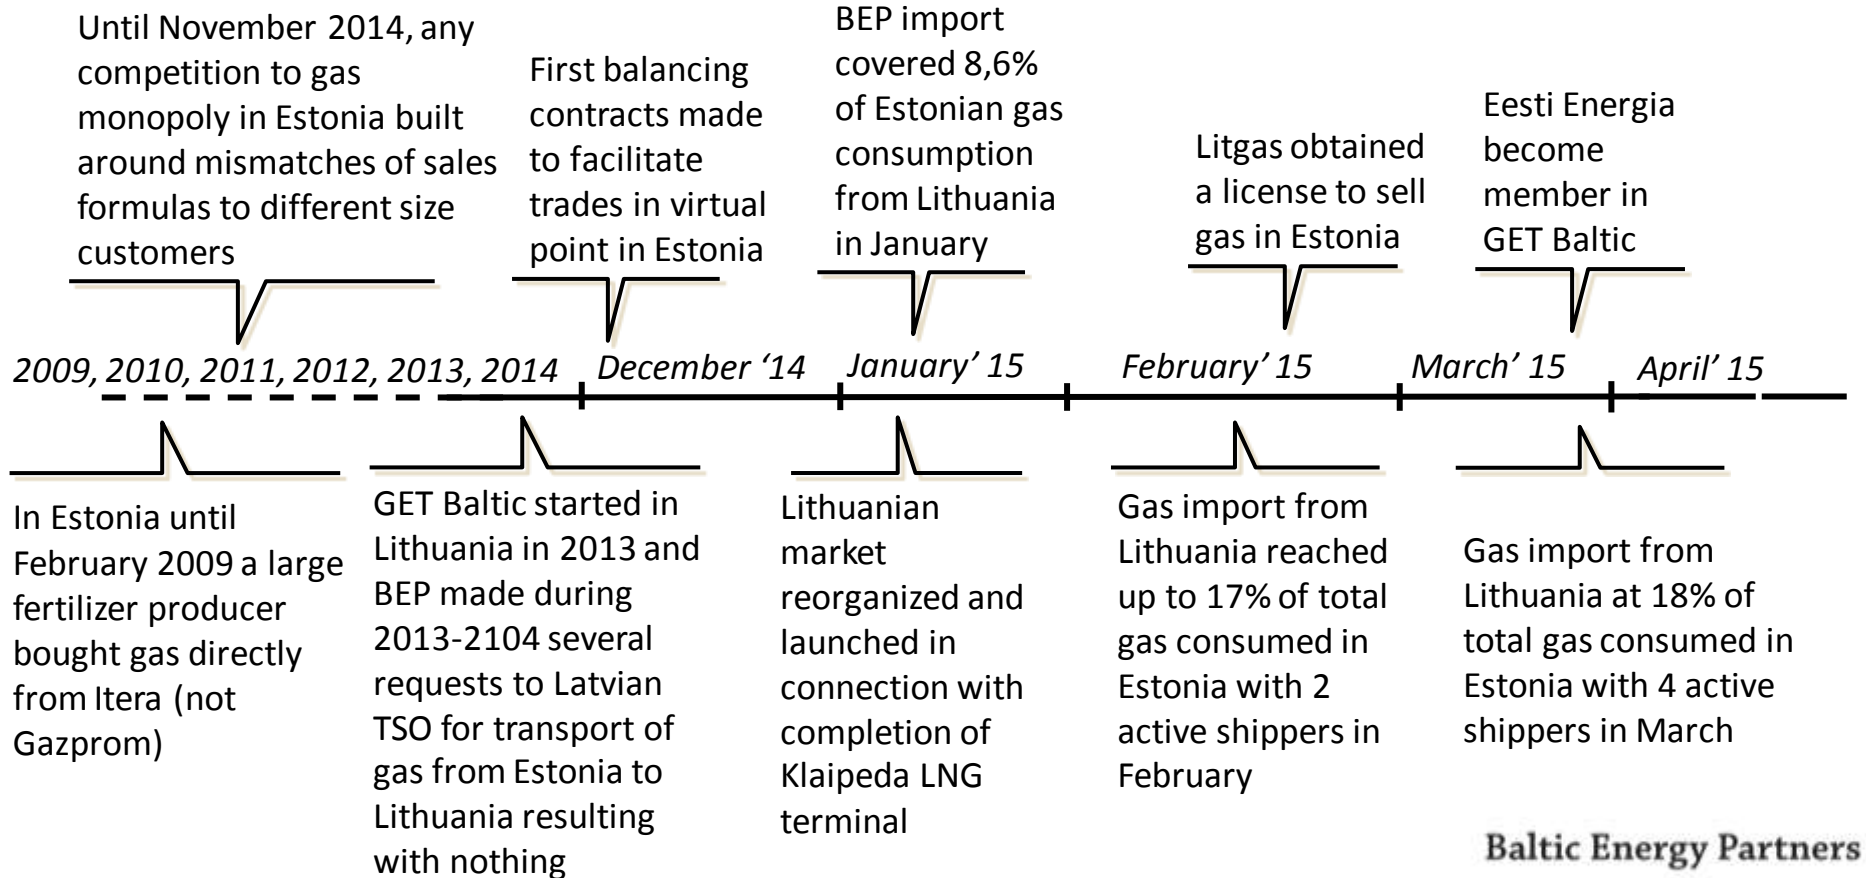 Until November 2014, any
competition to gas
monopoly in Estonia built
around mismatches of sales
formulas to different size
customers
First balancing
contracts made
to facilitate
trades in virtual
point in Estonia
BEP import
covered 8,6%
of Estonian gas
consumption
from Lithuania
in January
Litgas obtained
a license to sell
gas in Estonia
Eesti Energia
become
member in
GET Baltic
2009, 2010, 2011, 2012, 2013, 2014 December ‘14 January’ 15 February’ 15 March’ 15 April’ 15
In Estonia until
February 2009 a large
fertilizer producer
bought gas directly
from Itera (not
Gazprom)
GET Baltic started in
Lithuania in 2013 and
BEP made during
2013-2104 several
requests to Latvian
TSO for transport of
gas from Estonia to
Lithuania resulting
with nothing
Lithuanian
market
reorganized and
launched in
connection with
completion of
Klaipeda LNG
terminal
Gas import from
Lithuania reached
up to 17% of total
gas consumed in
Estonia with 2
active shippers in
February
Gas import from
Lithuania at 18% of
total gas consumed in
Estonia with 4 active
shippers in March
Baltic Energy Partners